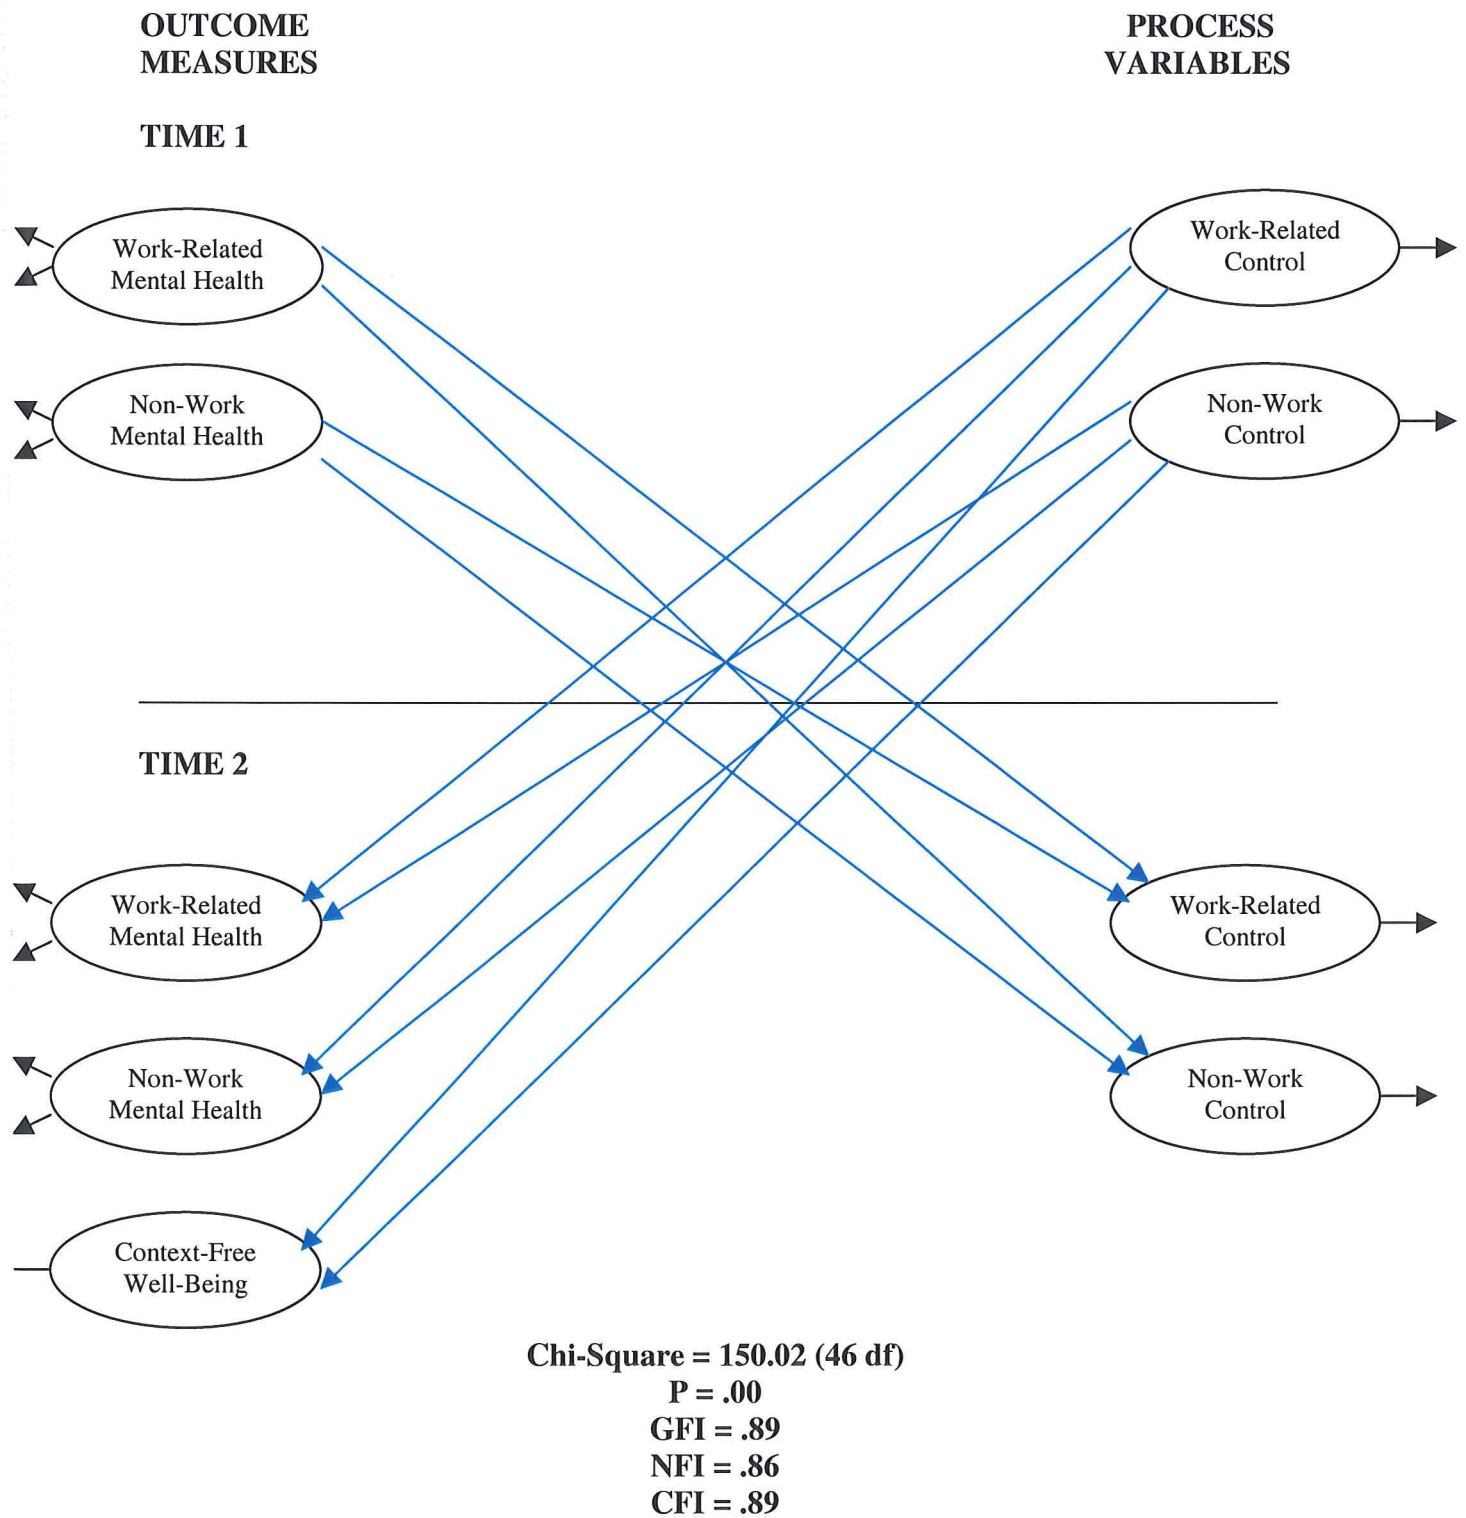 OUTCOME
MEASURES
PROCESS
VARIABLES
TIME 1
Work-Related
Mental Health
Work-Related
Control
Non-Work
Mental Health
Non-Work
Control
TIME 2
Work-Related
Mental Health
Work-Related
Control
Non-Work
Mental Health
Non-Work
Control
Context-Free
Well-Being
Chi-Square = 150.02 (46 df)
P = .00
GFI = .89
NFI = .86
CFI = .89